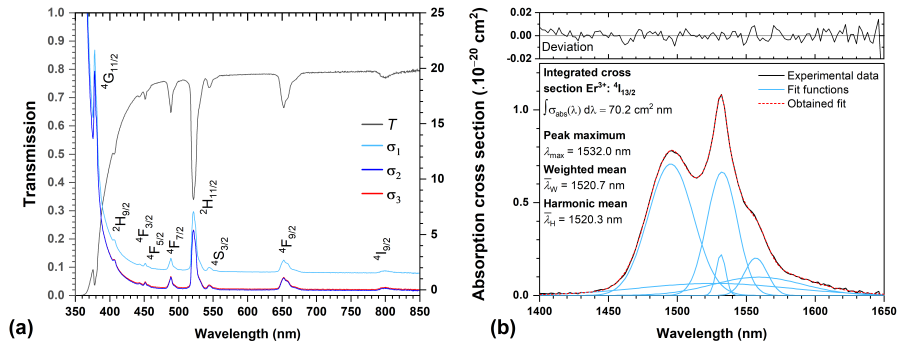 1.0
0.9
0.8
0.7
0.6
0.5
0.4
0.3
0.2
0.1
0.0
Transmission
25
20
15
10
5
0
⁴G11/2
²H9/2
⁴F3/2
⁴F5/2
⁴F7/2
²H11/2
⁴S3/2
⁴F9/2
⁴I9/2
T
σ1
σ2
σ3
350 400 450 500 550 600 650 700 750 800 850
Wavelength (nm)
(a)
0.02
0.00
-0.02
Deviation
Absorption cross section (.10⁻²⁰ cm²)
1.0
0.5
0.0
Integrated cross
section Er³⁺: ⁴I13/2
∫σabs(λ) dλ = 70.2 cm² nm
Peak maximum
λmax = 1532.0 nm
Weighted mean
λ̅W = 1520.7 nm
Harmonic mean
λ̅H = 1520.3 nm
Experimental data
Fit functions
Obtained fit
1400 1450 1500 1550 1600 1650
Wavelength (nm)
(b)